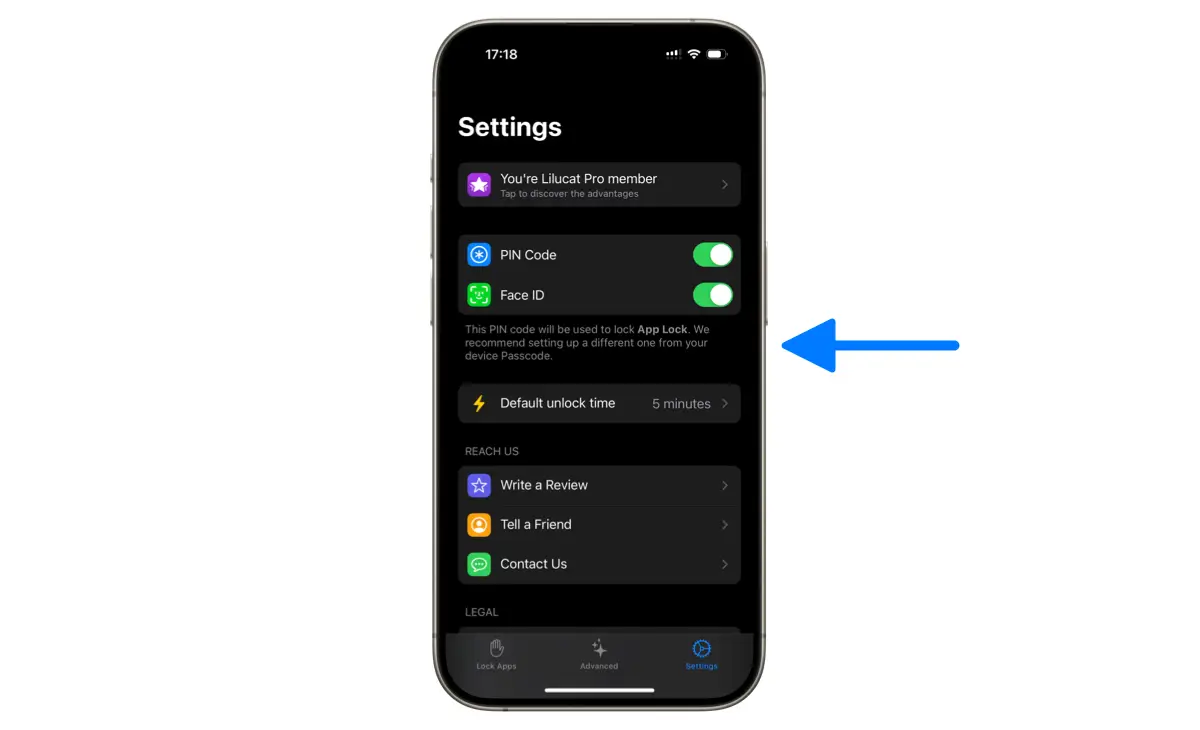 17:18
Settings
You're Lilucat Pro member
Tap to discover the advantages
PIN Code
Face ID
This PIN code will be used to lock App Lock. We
recommend setting up a different one from your
device Passcode.
Default unlock time 5 minutes
REACH US
Write a Review
Tell a Friend
Contact Us
LEGAL
Lock Apps Advanced Settings